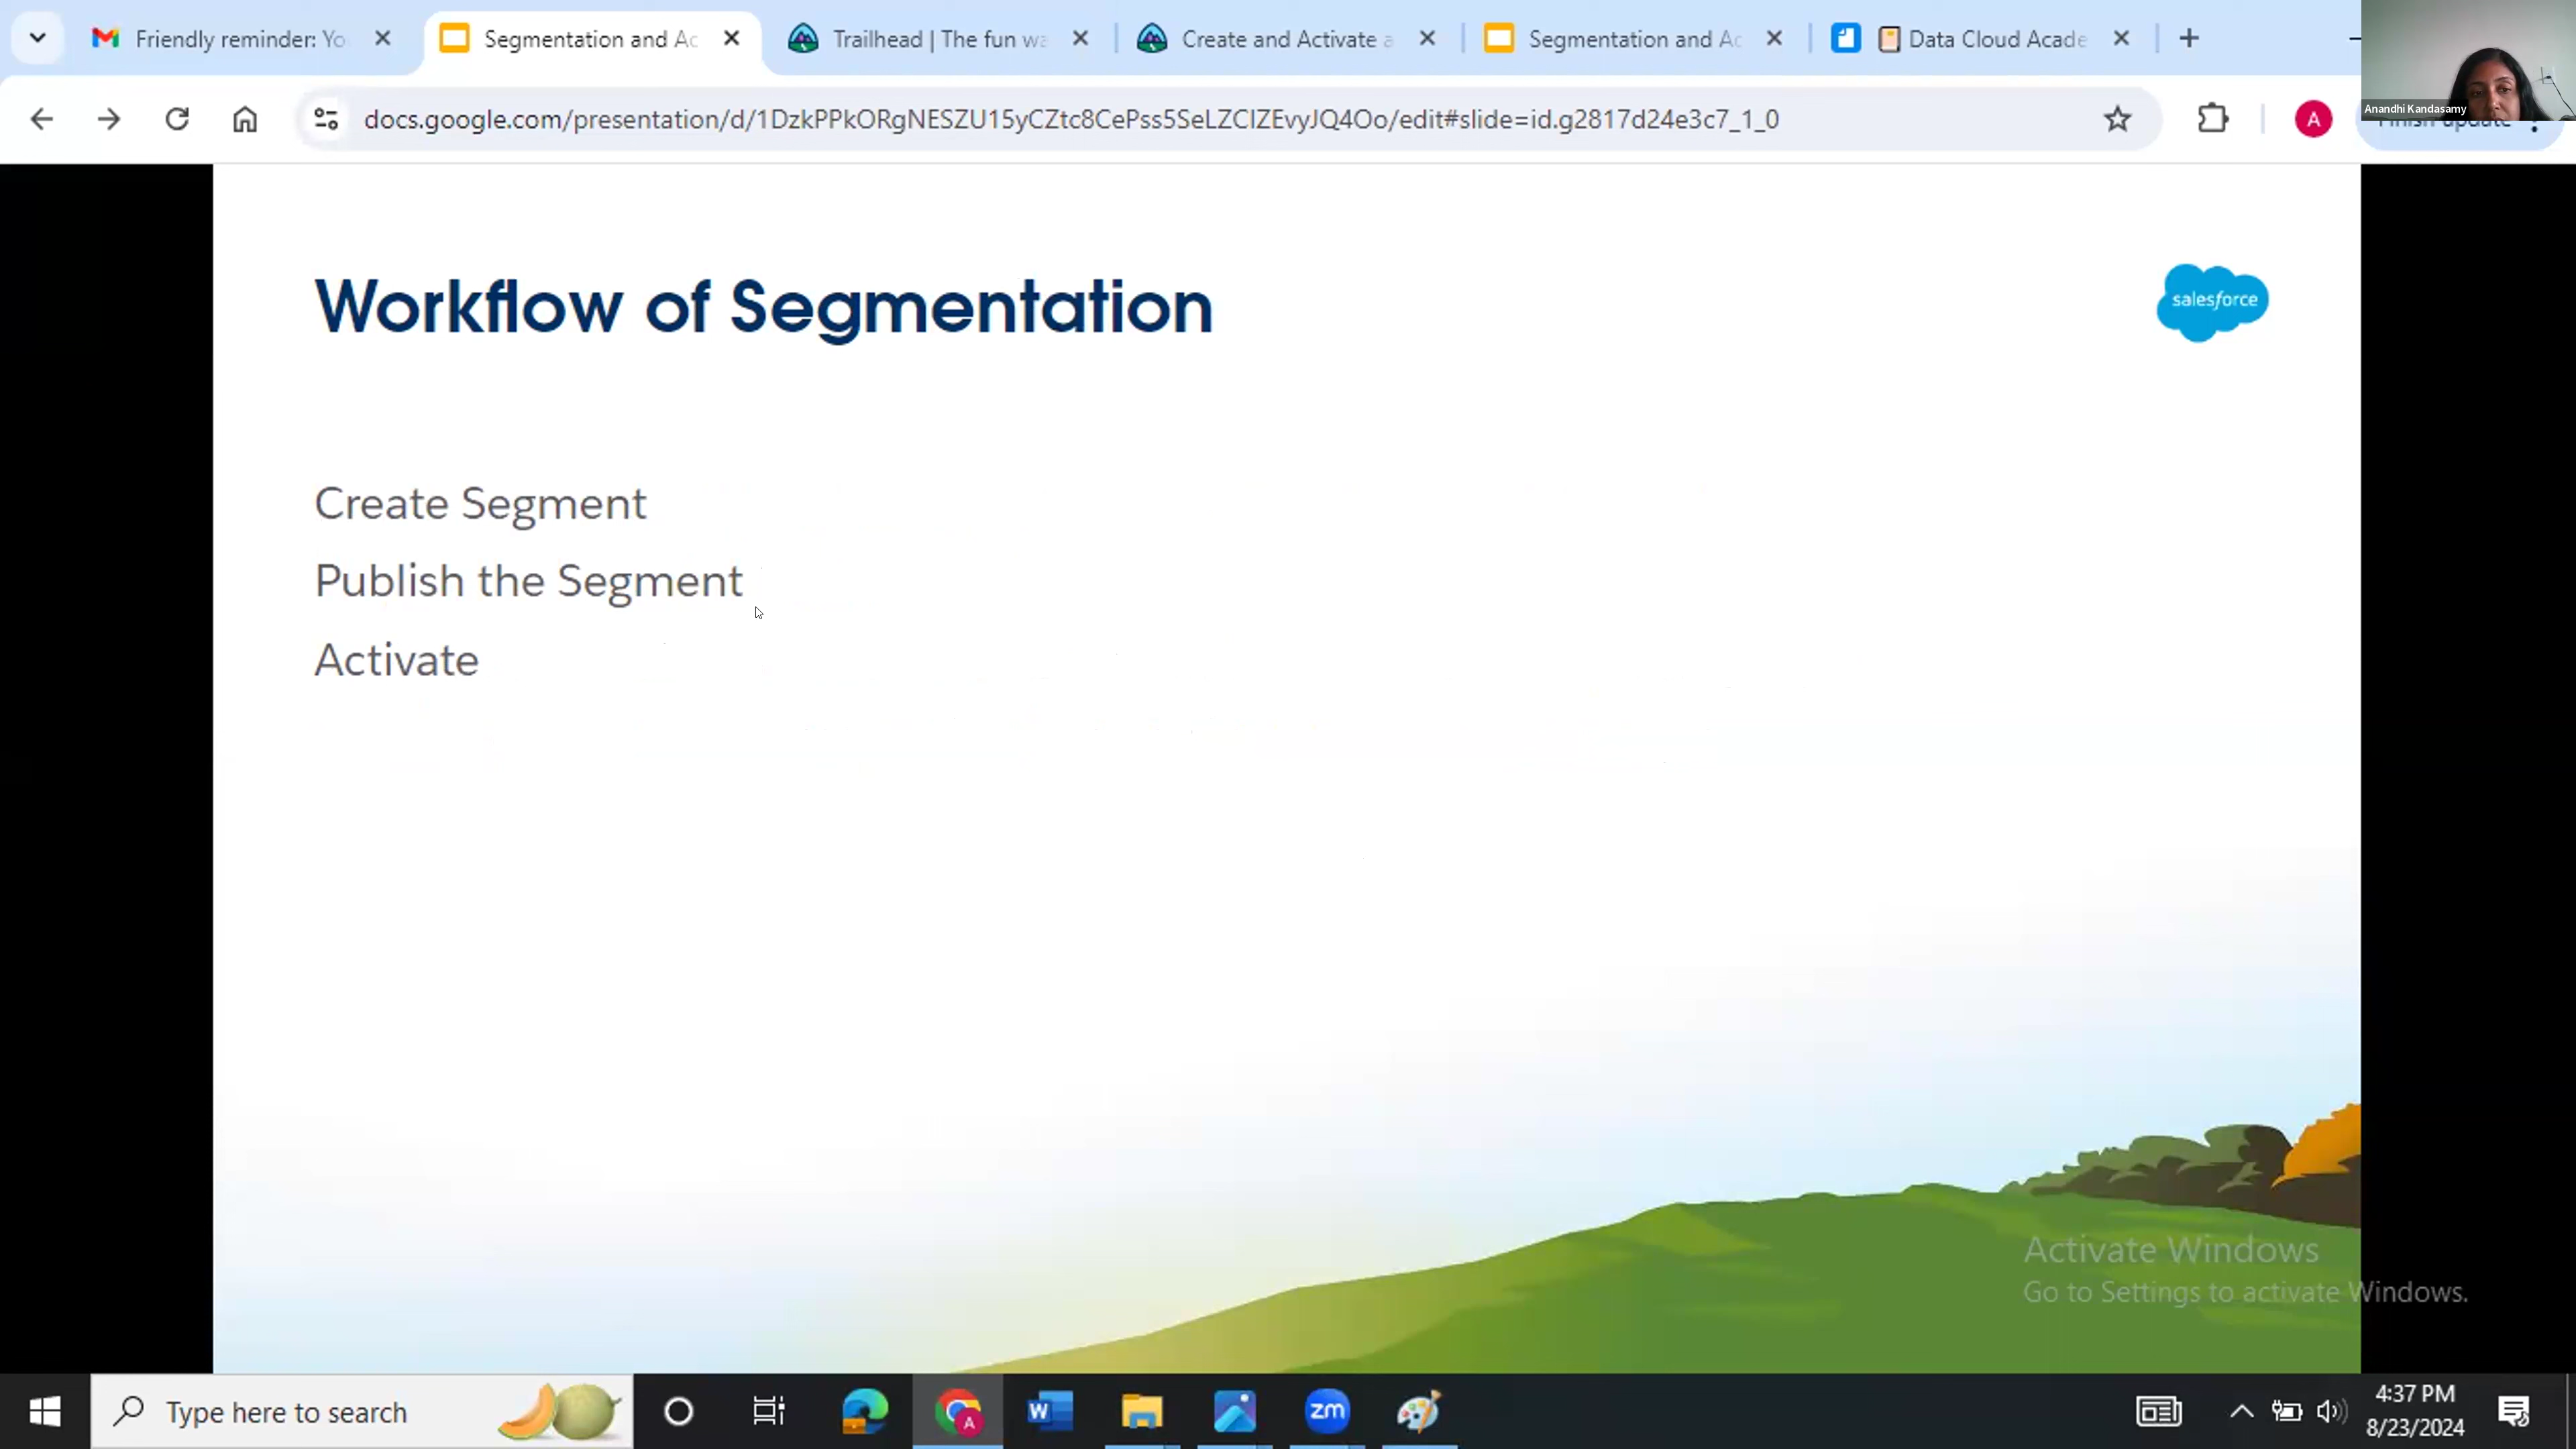 Friendly reminder: Yo
Segmentation and Ac
Trailhead | The fun wa
Create and Activate a
Segmentation and Ac
Data Cloud Acade
docs.google.com/presentation/d/1DzkPPkORgNESZU15yCZtc8CePss5SeLZCIZEvyJQ4Oo/edit#slide=id.g2817d24e3c7_1_0
A
Anandhi Kandasamy
Finish update
Workflow of Segmentation
salesforce
Create Segment
Publish the Segment
Activate
Activate Windows
Go to Settings to activate Windows.
Type here to search
A
W
zm
4:37 PM
8/23/2024